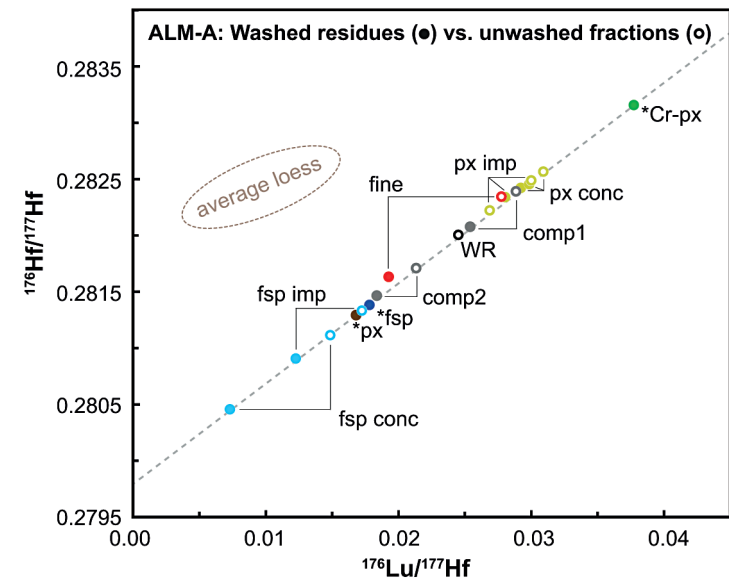 ALM-A: Washed residues (●) vs. unwashed fractions (○)
0.2835
*Cr-px
average loess
px imp
fine
0.2825
px conc
¹⁷⁶Hf/¹⁷⁷Hf
comp1
WR
fsp imp
0.2815
comp2
*fsp
*px
0.2805
fsp conc
0.2795
0.00 0.01 0.02 0.03 0.04
¹⁷⁶Lu/¹⁷⁷Hf